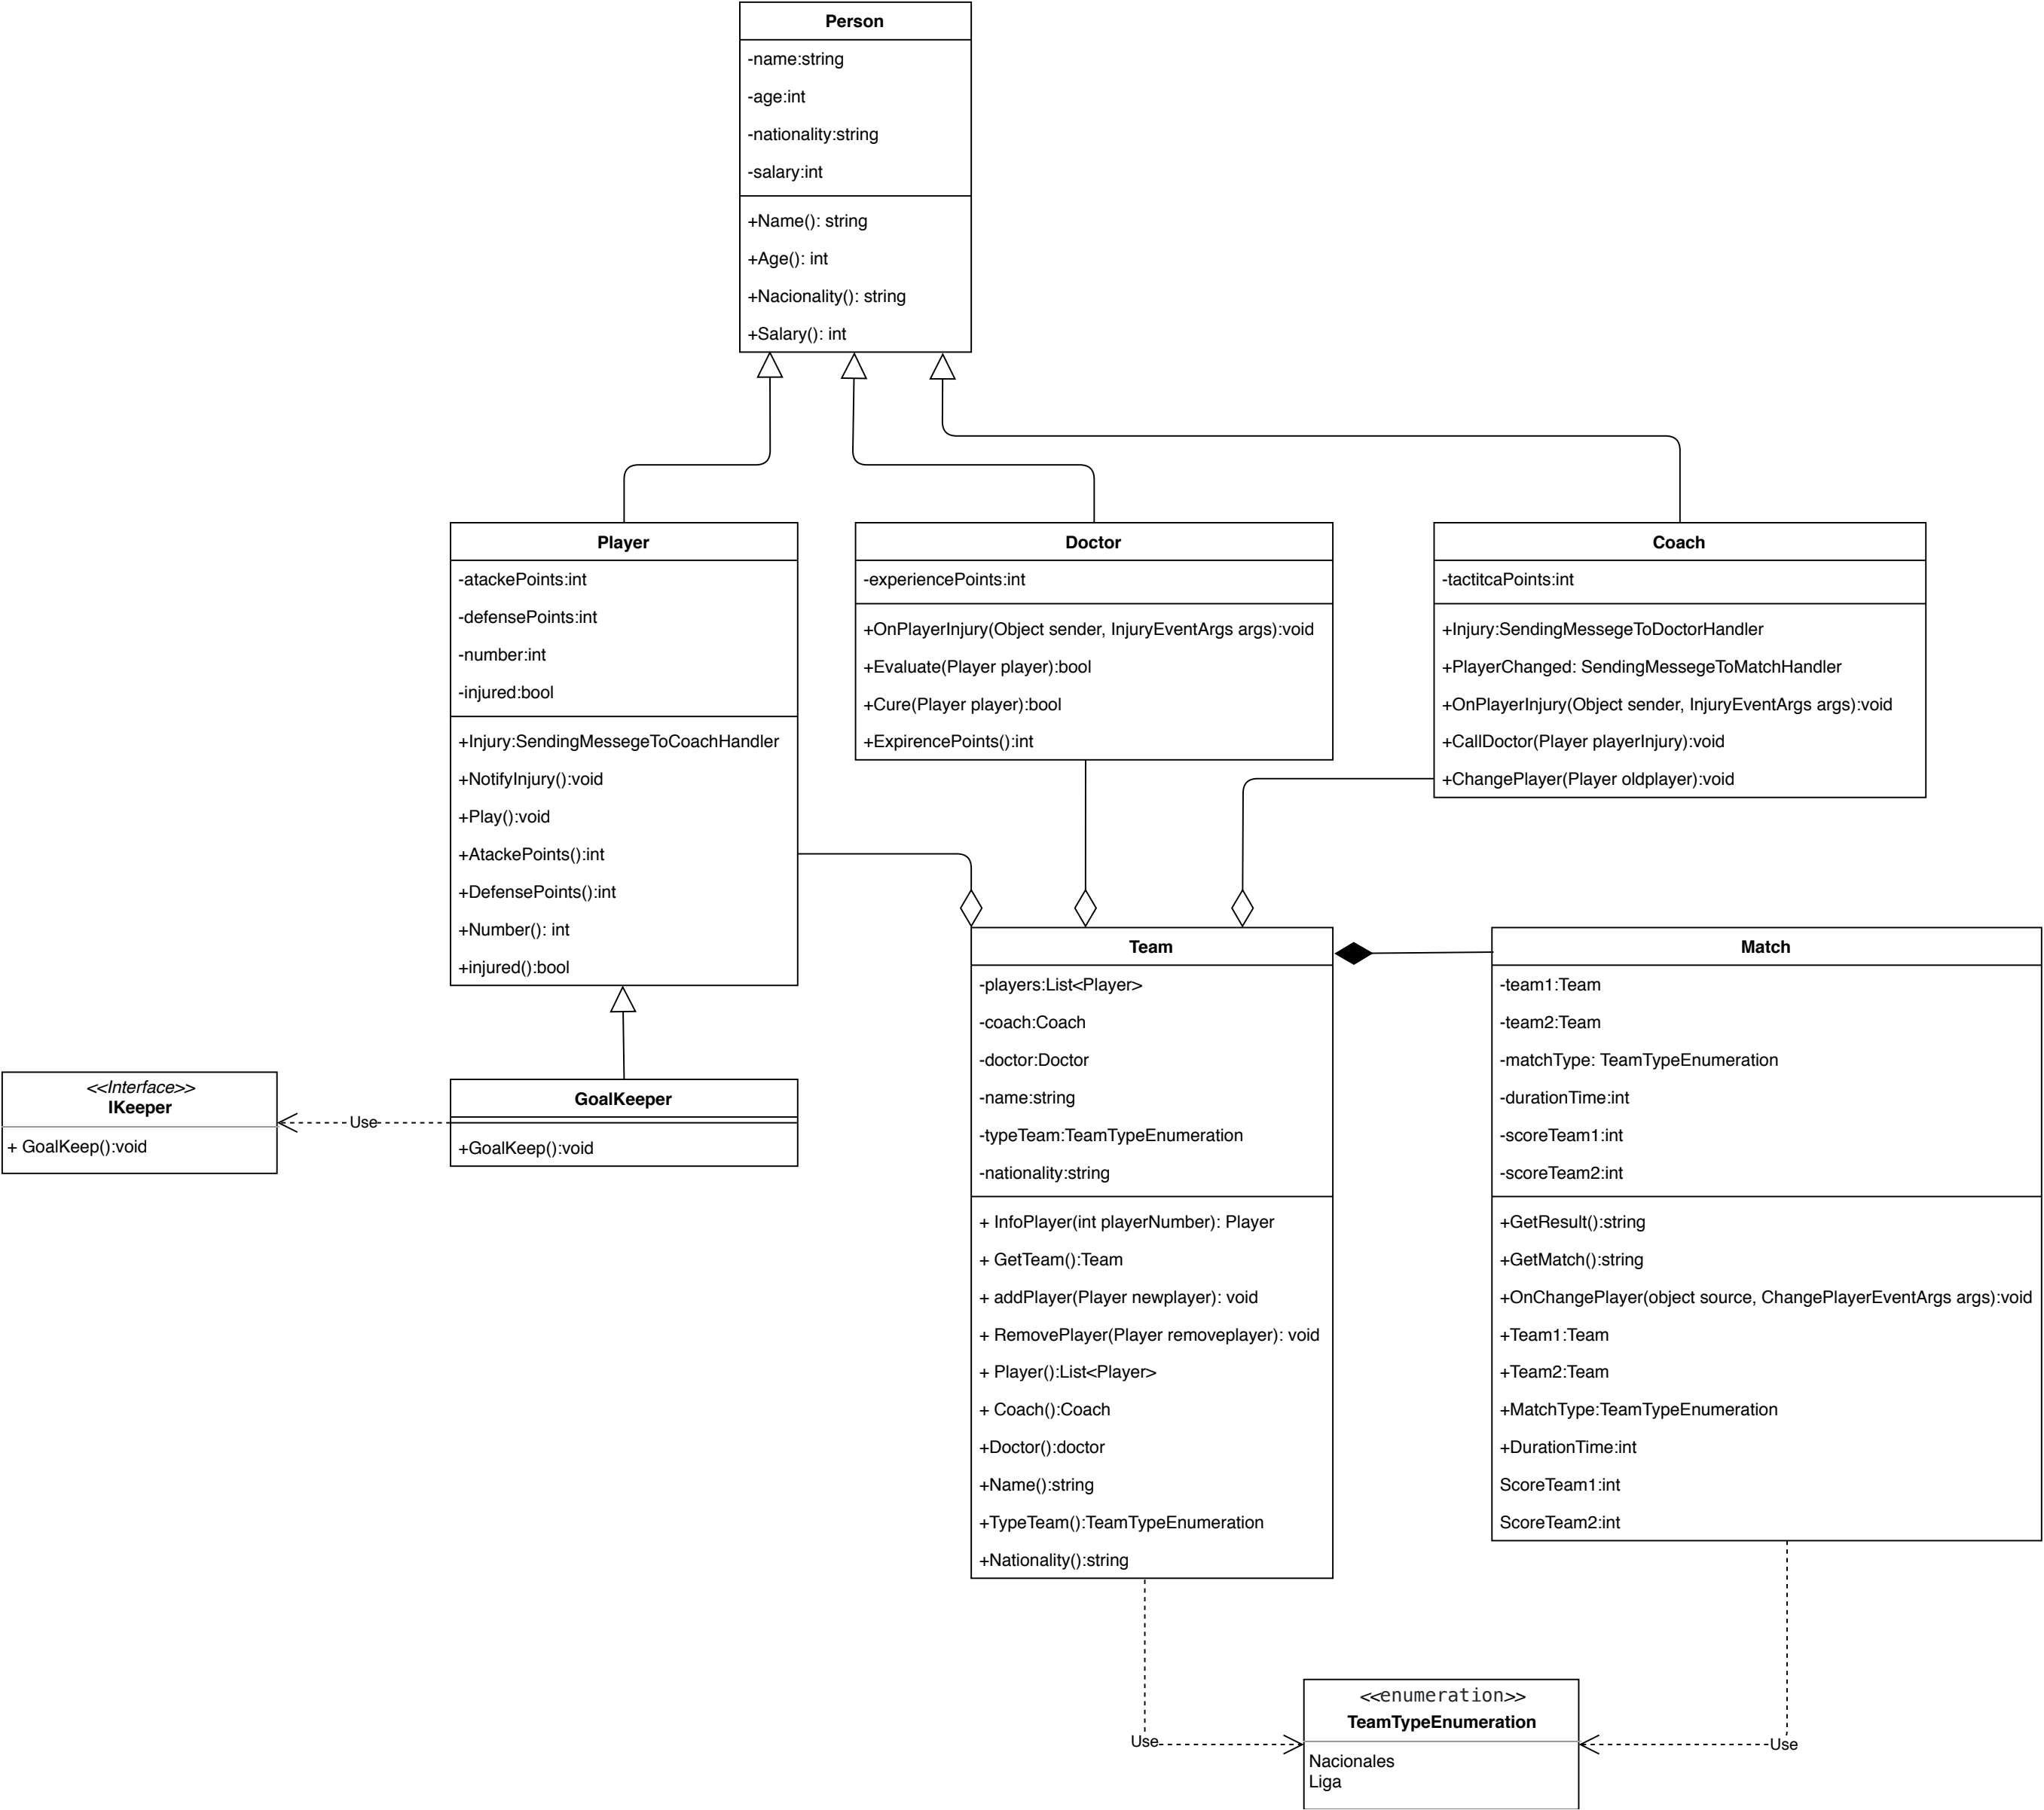 Person
-name:string
-age:int
-nationality:string
-salary:int
+Name(): string
+Age(): int
+Nacionality(): string
+Salary(): int
Player
-atackePoints:int
-defensePoints:int
-number:int
-injured:bool
+Injury:SendingMessegeToCoachHandler
+NotifyInjury():void
+Play():void
+AtackePoints():int
+DefensePoints():int
+Number(): int
+injured():bool
Doctor
-experiencePoints:int
+OnPlayerInjury(Object sender, InjuryEventArgs args):void
+Evaluate(Player player):bool
+Cure(Player player):bool
+ExpirencePoints():int
Coach
-tactitcaPoints:int
+Injury:SendingMessegeToDoctorHandler
+PlayerChanged: SendingMessegeToMatchHandler
+OnPlayerInjury(Object sender, InjuryEventArgs args):void
+CallDoctor(Player playerInjury):void
+ChangePlayer(Player oldplayer):void
<<Interface>>
IKeeper
+ GoalKeep():void
Use
GoalKeeper
+GoalKeep():void
Team
-players:List<Player>
-coach:Coach
-doctor:Doctor
-name:string
-typeTeam:TeamTypeEnumeration
-nationality:string
+ InfoPlayer(int playerNumber): Player
+ GetTeam():Team
+ addPlayer(Player newplayer): void
+ RemovePlayer(Player removeplayer): void
+ Player():List<Player>
+ Coach():Coach
+Doctor():doctor
+Name():string
+TypeTeam():TeamTypeEnumeration
+Nationality():string
Match
-team1:Team
-team2:Team
-matchType: TeamTypeEnumeration
-durationTime:int
-scoreTeam1:int
-scoreTeam2:int
+GetResult():string
+GetMatch():string
+OnChangePlayer(object source, ChangePlayerEventArgs args):void
+Team1:Team
+Team2:Team
+MatchType:TeamTypeEnumeration
+DurationTime:int
ScoreTeam1:int
ScoreTeam2:int
Use
<<enumeration>>
TeamTypeEnumeration
Nacionales
Liga
Use